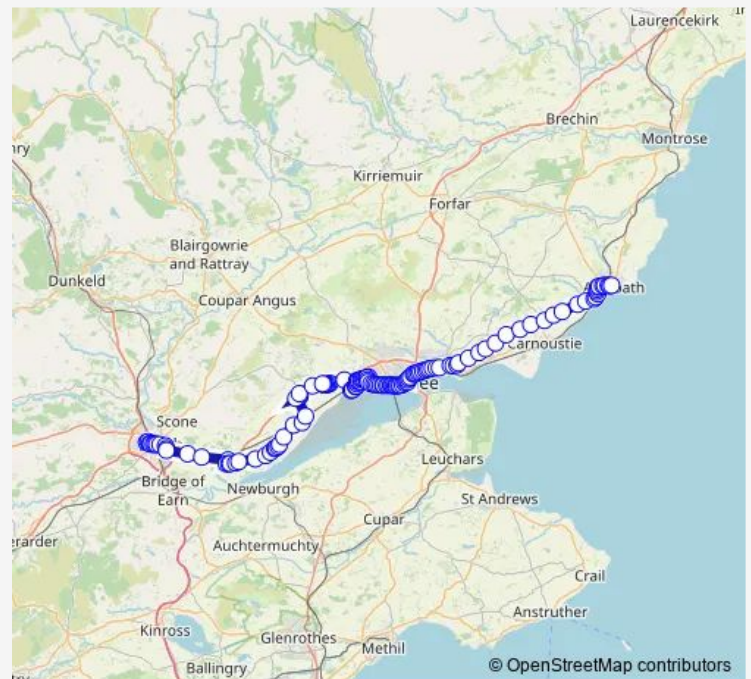 Laurencekirk
Brechin
Montrose
Kirriemuir
Forfar
Blairgowrie
and Rattray
Dunkeld
Coupar Angus
Carnoustie
Scone
Leuchars
Bridge of
Earn
Newburgh
St Andrews
Cupar
Auchtermuchty
Crail
Anstruther
Kinross
Glenrothes
Methil
Ballingry
© OpenStreetMap contributors